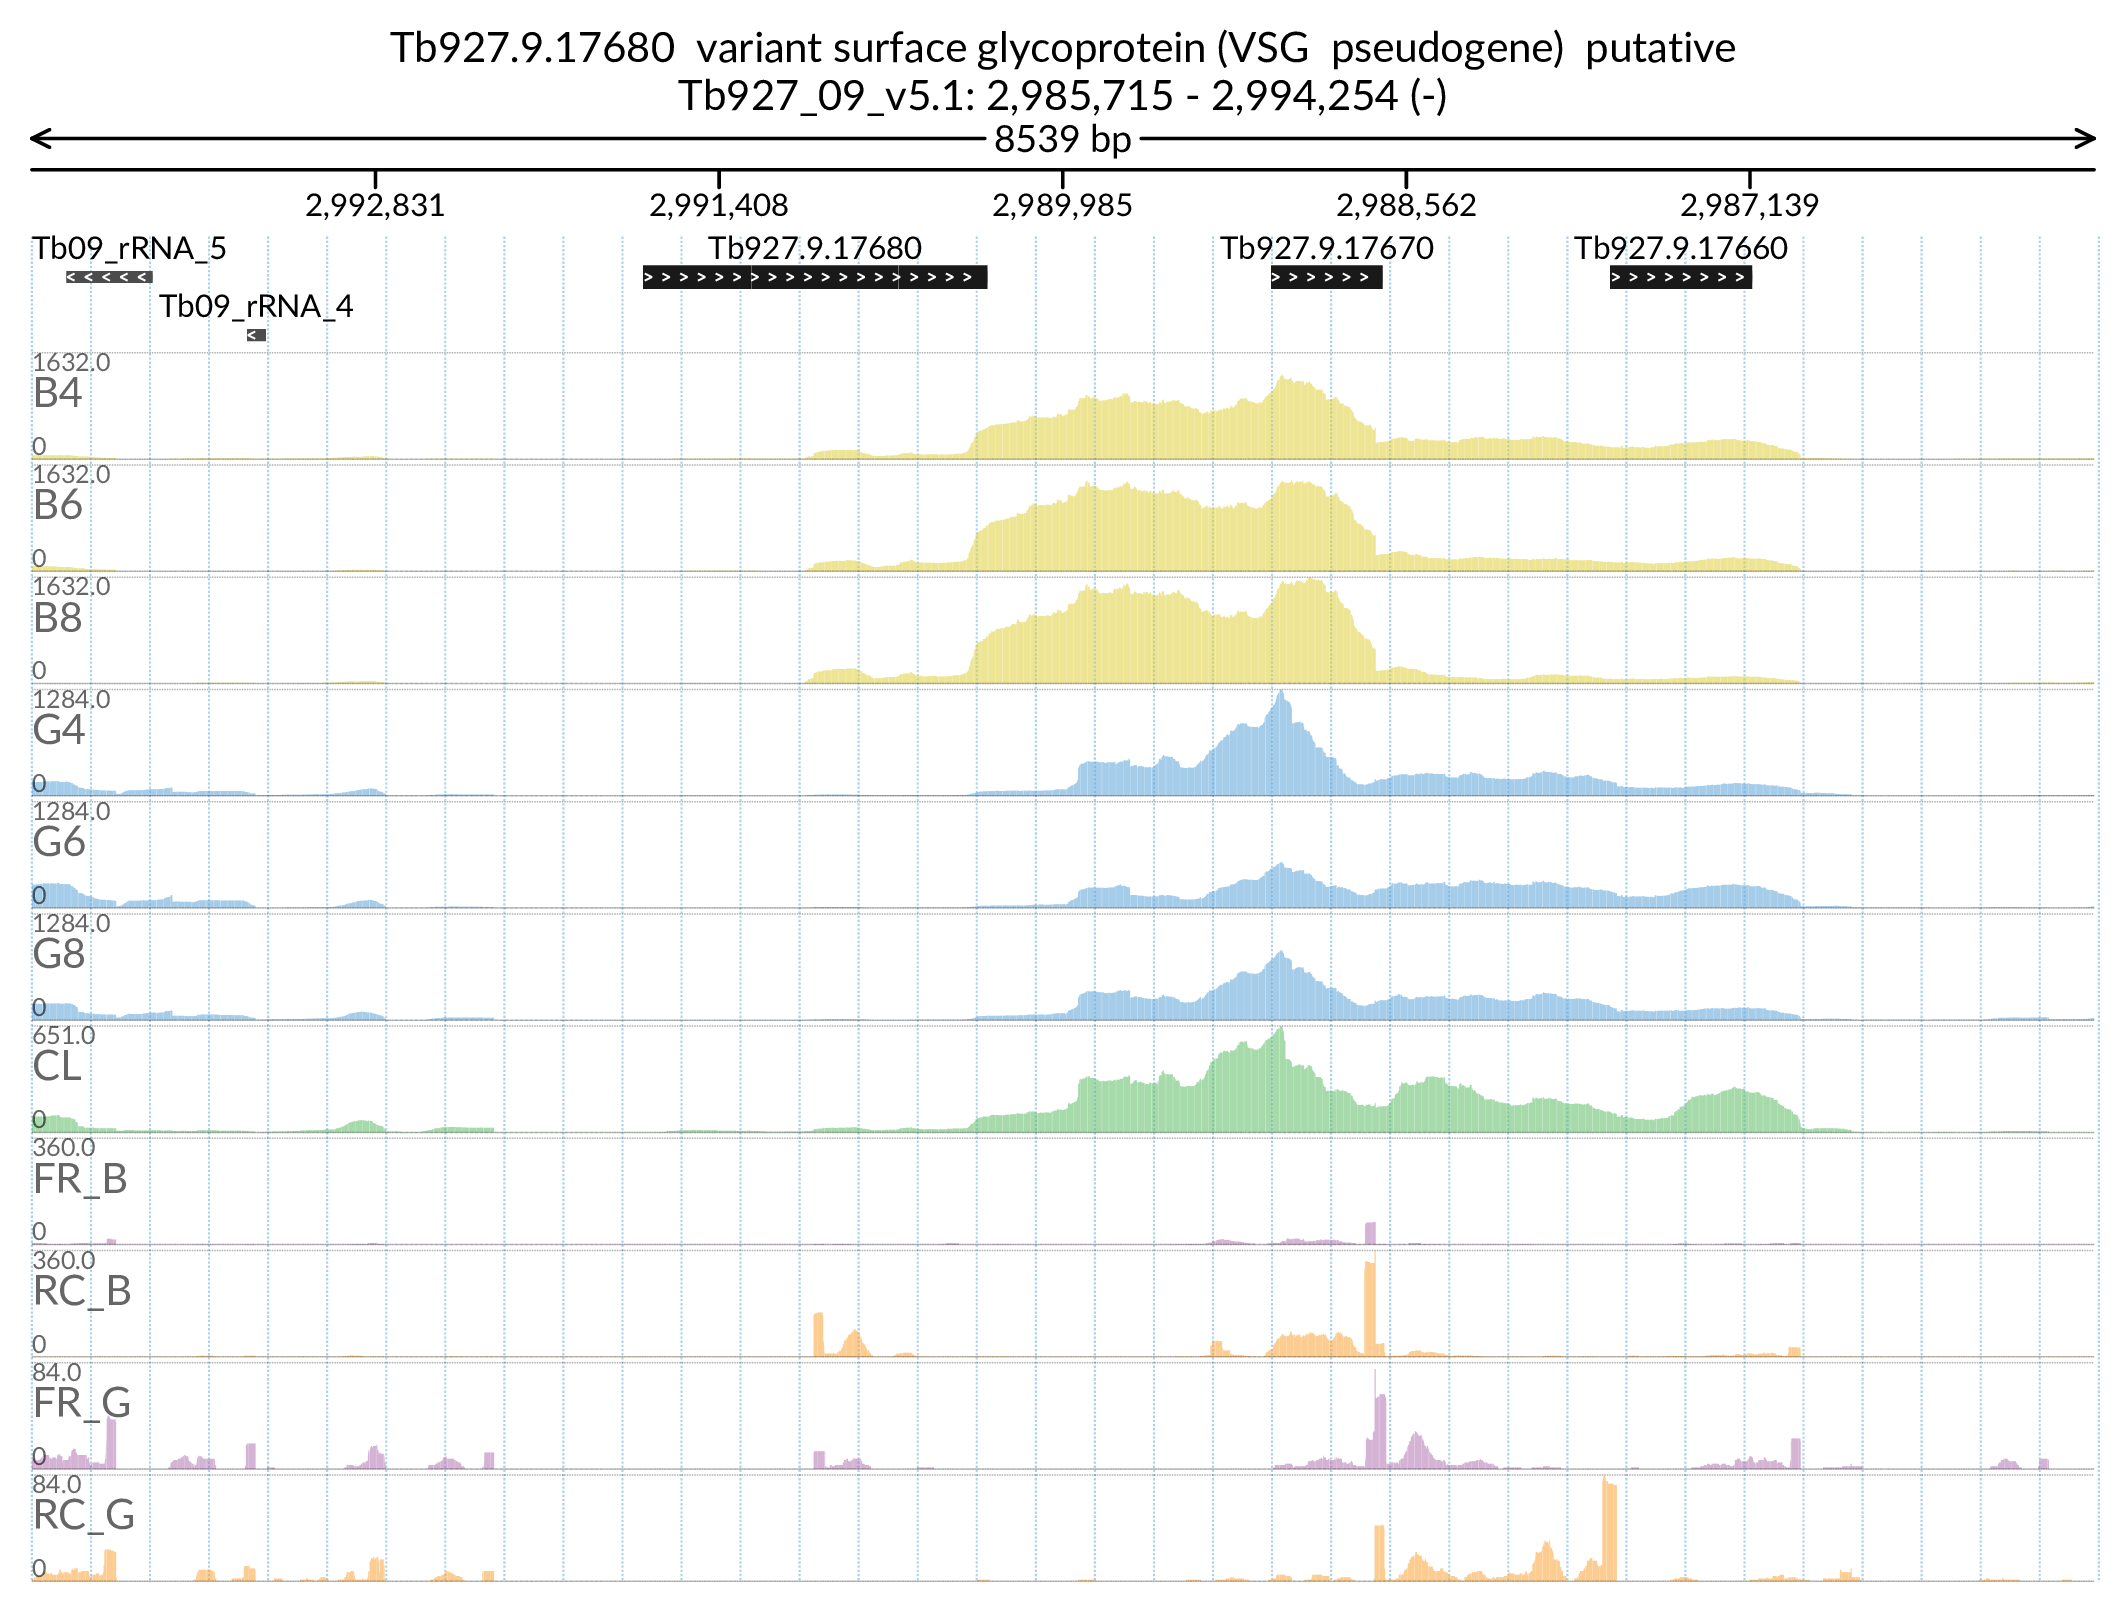 Tb927.9.17680  variant surface glycoprotein (VSG  pseudogene)  putative
Tb927_09_v5.1: 2,985,715 - 2,994,254 (-)
8539 bp
2,992,831 2,991,408 2,989,985 2,988,562 2,987,139
Tb09_rRNA_5 Tb927.9.17680 Tb927.9.17670 Tb927.9.17660
Tb09_rRNA_4
1632.0
B4
0
1632.0
B6
0
1632.0
B8
0
1284.0
G4
0
1284.0
G6
0
1284.0
G8
0
651.0
CL
0
360.0
FR_B
0
360.0
RC_B
0
84.0
FR_G
0
84.0
RC_G
0